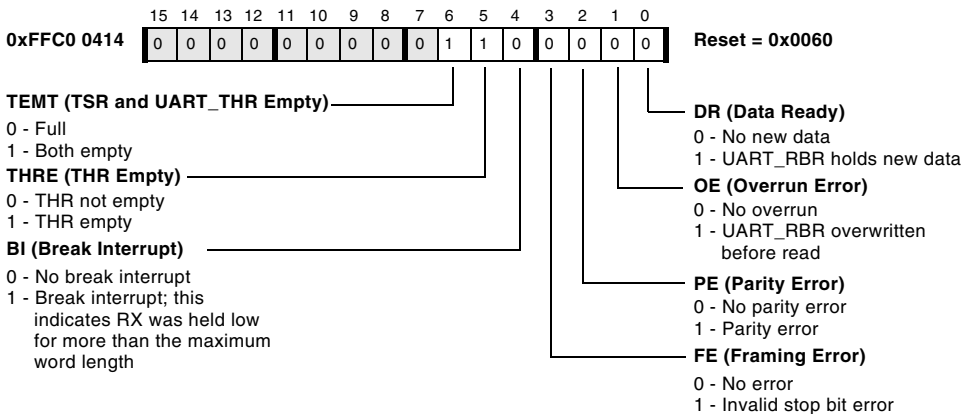 15 14 13 12 11 10 9 8 7 6 5 4 3 2 1 0
0xFFC0 0414 0 0 0 0 0 0 0 0 0 1 1 0 0 0 0 0 Reset = 0x0060
TEMT (TSR and UART_THR Empty)
0 - Full
1 - Both empty
THRE (THR Empty)
0 - THR not empty
1 - THR empty
BI (Break Interrupt)
0 - No break interrupt
1 - Break interrupt; this
indicates RX was held low
for more than the maximum
word length
DR (Data Ready)
0 - No new data
1 - UART_RBR holds new data
OE (Overrun Error)
0 - No overrun
1 - UART_RBR overwritten
before read
PE (Parity Error)
0 - No parity error
1 - Parity error
FE (Framing Error)
0 - No error
1 - Invalid stop bit error